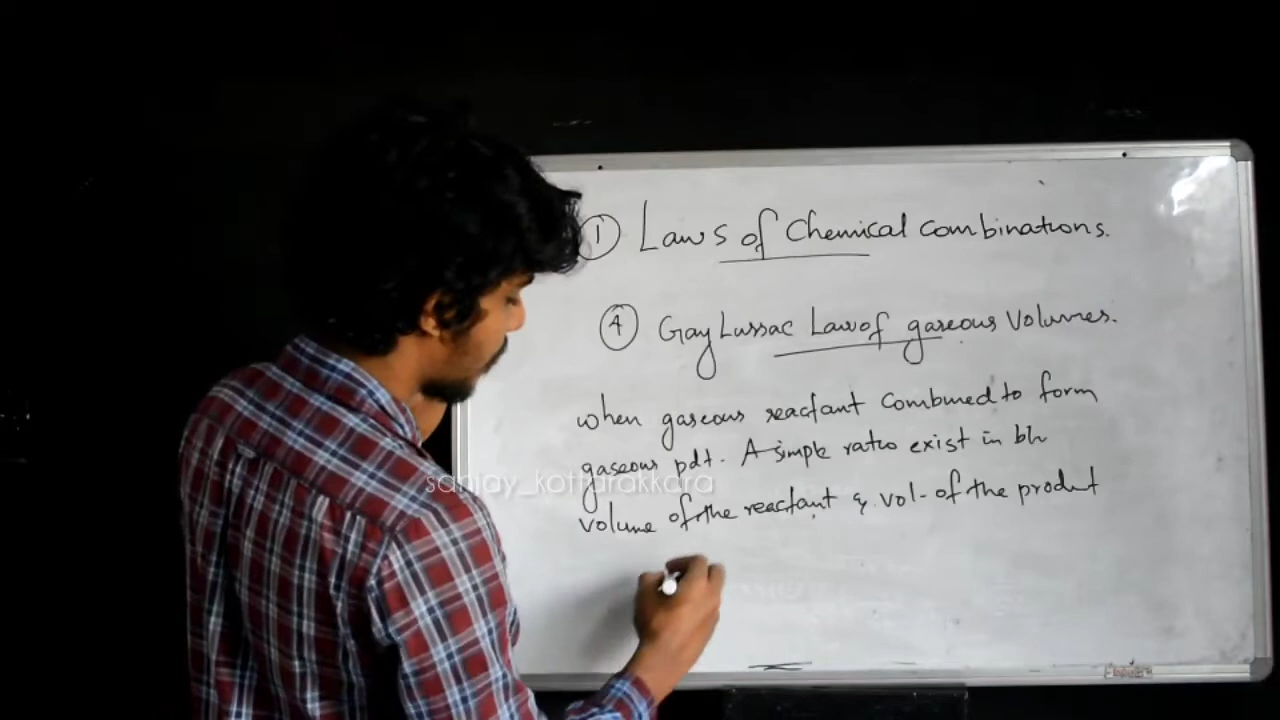 ① Laws of Chemical Combinations.
④ Gay Lussac Law of gaseous Volumes.
when gaseous reactant combined to form
gaseous pdt. A simple ratio exist in b/w
volume of the reactant & vol- of the product
sanjay_kottarakkara